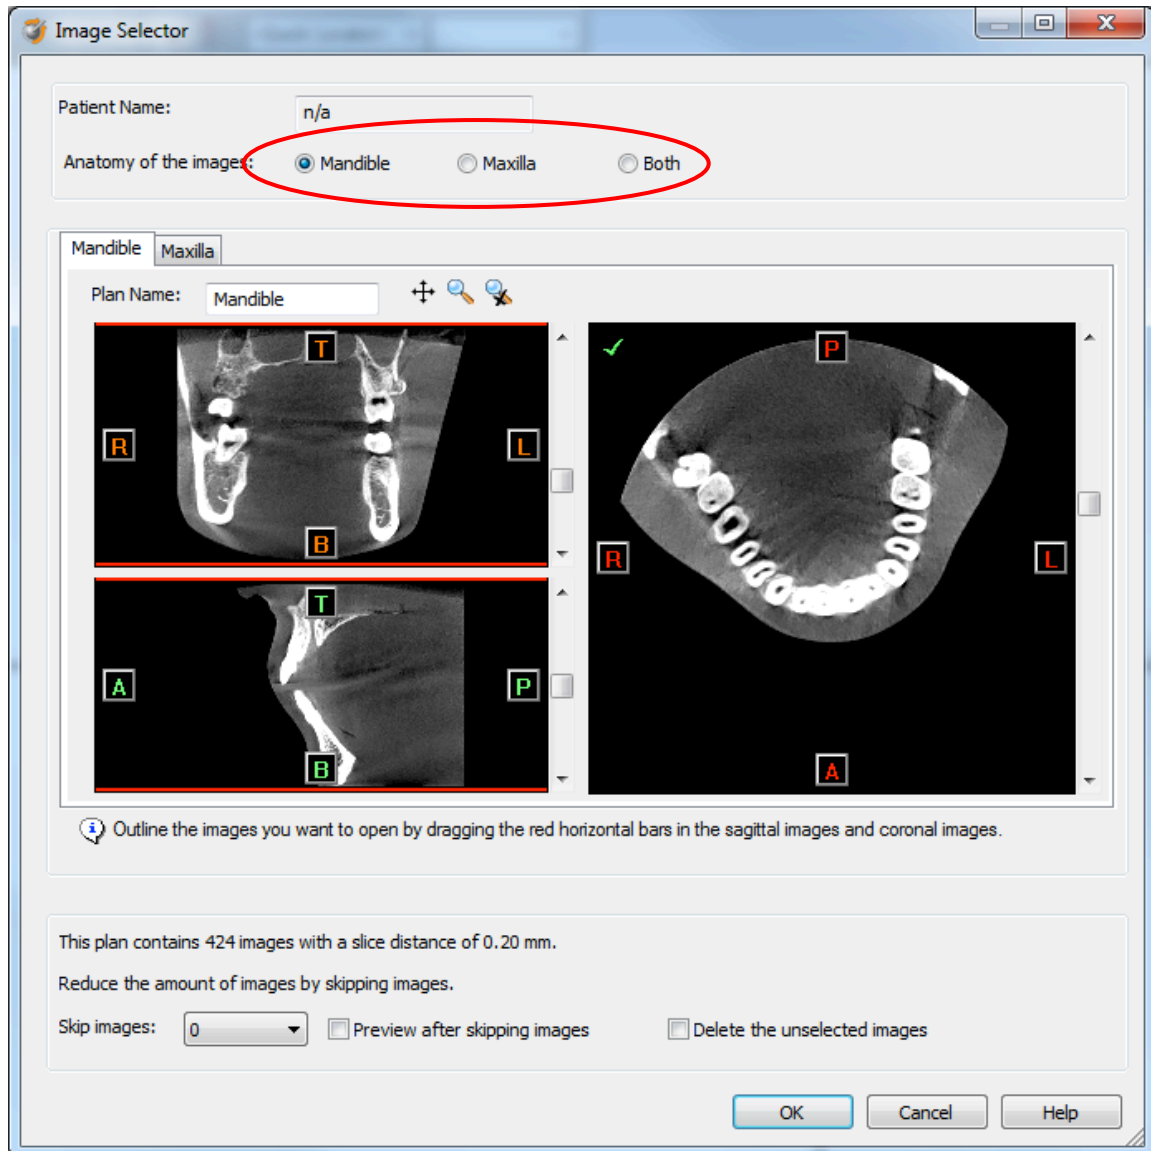 Image Selector
Patient Name: n/a
Anatomy of the images: Mandible Maxilla Both
Mandible Maxilla
Plan Name: Mandible
T
P
R L
B
R L
T
A P
B
A
Outline the images you want to open by dragging the red horizontal bars in the sagittal images and coronal images.
This plan contains 424 images with a slice distance of 0.20 mm.
Reduce the amount of images by skipping images.
Skip images: 0 Preview after skipping images Delete the unselected images
OK Cancel Help